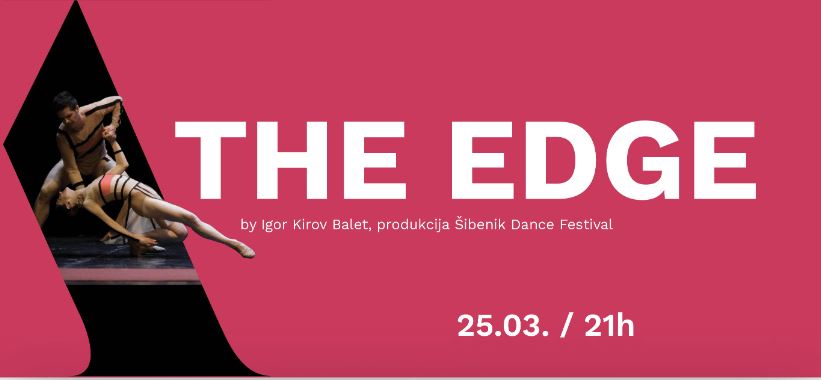 THE EDGE
by Igor Kirov Balet, produkcija Šibenik Dance Festival
25.03. / 21h